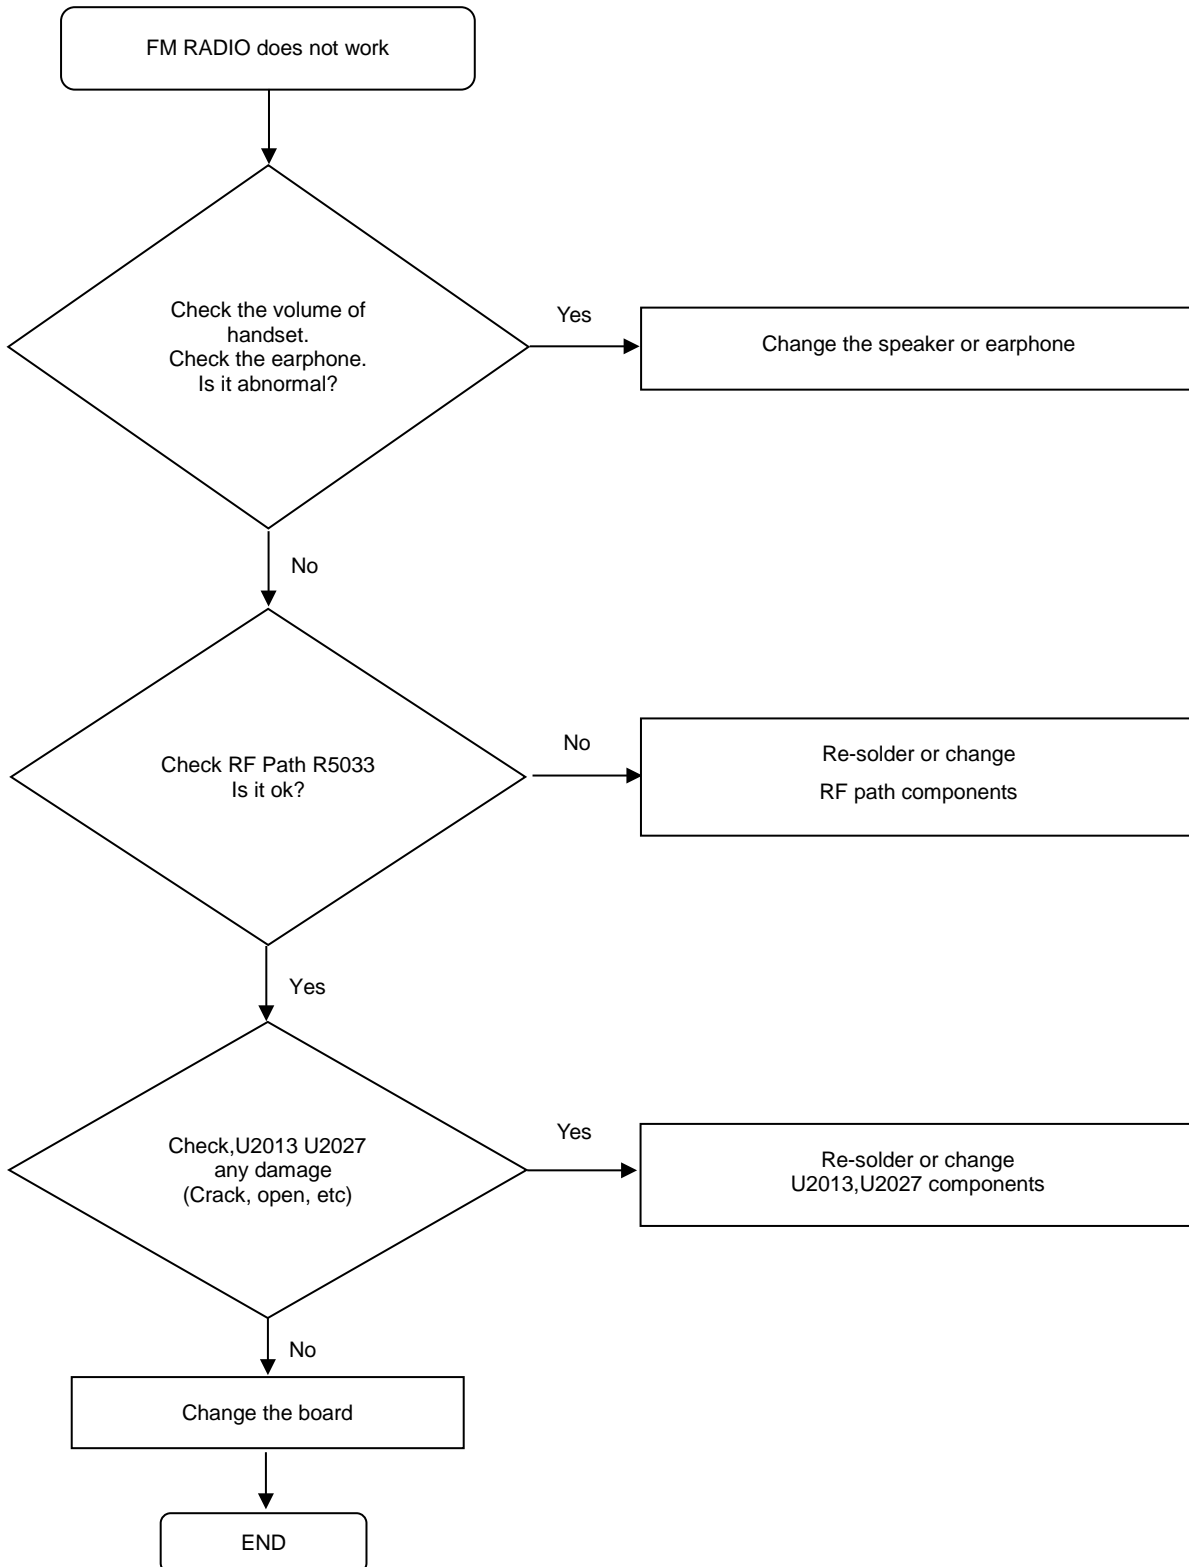 FM RADIO does not work
Check the volume of
handset.
Check the earphone.
Is it abnormal?
Yes
Change the speaker or earphone
No
Check RF Path R5033
Is it ok?
No
Re-solder or change
RF path components
Yes
Check,U2013 U2027
any damage
(Crack, open, etc)
Yes
Re-solder or change
U2013,U2027 components
No
Change the board
END